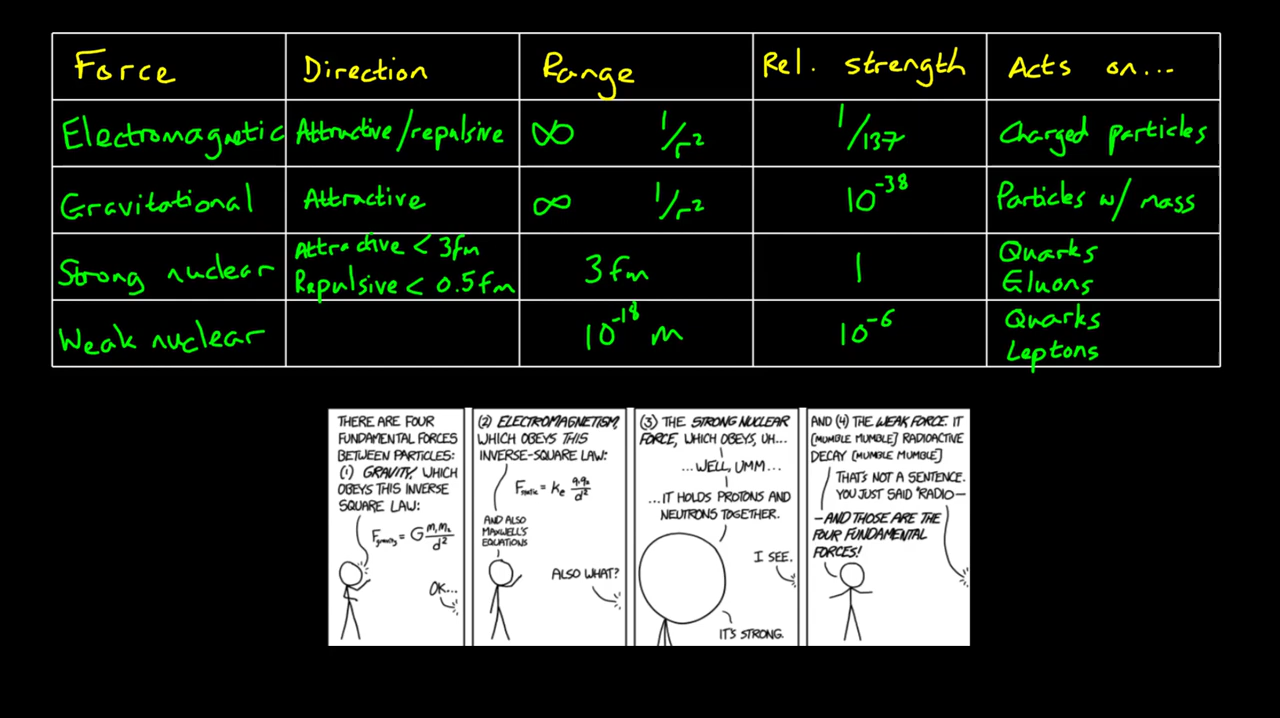 Force Direction Range Rel. strength Acts on...
Electromagnetic Attractive/repulsive ∞ 1/r² 1/137 Charged particles
Gravitational Attractive ∞ 1/r² 10⁻³⁸ Particles w/ mass
Strong nuclear Attractive < 3fm 3 fm 1 Quarks
Repulsive < 0.5fm Gluons
Weak nuclear 10⁻¹⁸ m 10⁻⁶ Quarks
Leptons
THERE ARE FOUR
FUNDAMENTAL FORCES
BETWEEN PARTICLES:
(1) GRAVITY, WHICH
OBEYS THIS INVERSE
SQUARE LAW:
F gravity = G m₁m₂/d²
OK...
(2) ELECTROMAGNETISM,
WHICH OBEYS THIS
INVERSE-SQUARE LAW:
F static = kₑ q₁q₂/d²
AND ALSO
MAXWELL'S
EQUATIONS
ALSO WHAT?
(3) THE STRONG NUCLEAR
FORCE, WHICH OBEYS, UH...
...WELL, UMM...
...IT HOLDS PROTONS AND
NEUTRONS TOGETHER.
I SEE.
IT'S STRONG.
AND (4) THE WEAK FORCE. IT
[MUMBLE MUMBLE] RADIOACTIVE
DECAY [MUMBLE MUMBLE]
THAT'S NOT A SENTENCE.
YOU JUST SAID "RADIO—
—AND THOSE ARE THE
FOUR FUNDAMENTAL
FORCES!